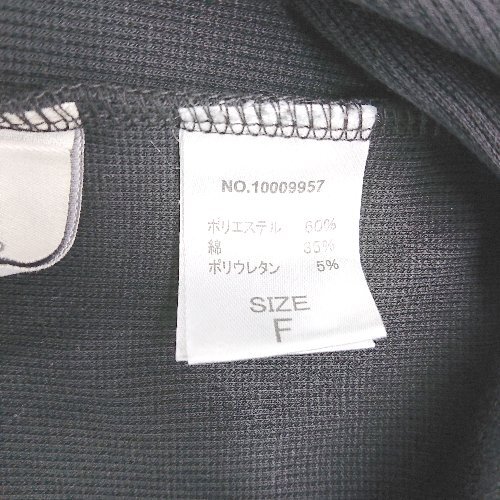 NO.10009957
ポリエステル 60%
綿 35%
ポリウレタン 5%
SIZE
F